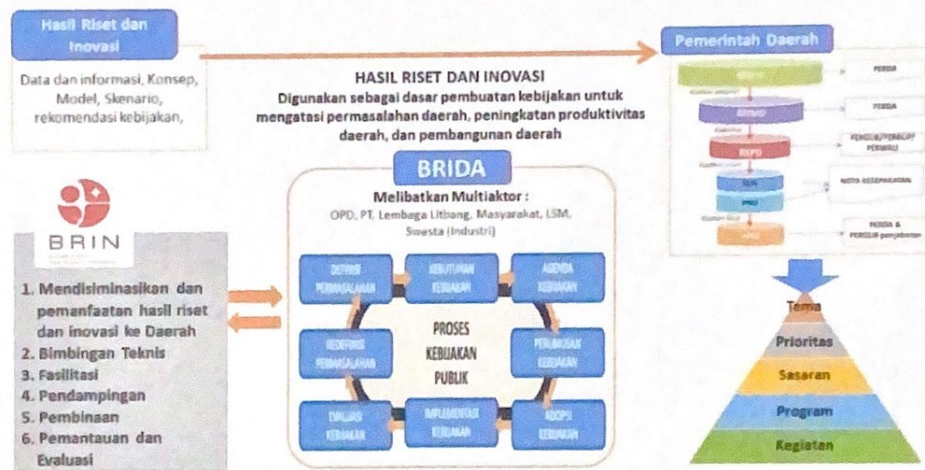 Hasil Riset dan
Inovasi
Data dan informasi, Konsep,
Model, Skenario,
rekomendasi kebijakan,
HASIL RISET DAN INOVASI
Digunakan sebagai dasar pembuatan kebijakan untuk
mengatasi permasalahan daerah, peningkatan produktivitas
daerah, dan pembangunan daerah
Pemerintah Daerah
PERDA
PERDA
RKPD
NOTA KESEPAKATAN
PERDA &
BRIN
1. Mendisiminasikan dan
pemanfaatan hasil riset
dan inovasi ke Daerah
2. Bimbingan Teknis
3. Fasilitasi
4. Pendampingan
5. Pembinaan
6. Pemantauan dan
Evaluasi
BRIDA
Melibatkan Multiaktor :
OPD, PT, Lembaga Litbang, Masyarakat, LSM,
Swasta (Industri)
DEFINISI
PERMASALAHAN
KEBUTUHAN
KEBIJAKAN
AGENDA
KEBIJAKAN
REDEFINISI
PERMASALAHAN
PROSES
KEBIJAKAN
PUBLIK
PERUMUSAN
KEBIJAKAN
EVALUASI
KEBIJAKAN
IMPLEMENTASI
KEBIJAKAN
ADOPSI
KEBIJAKAN
Tema
Prioritas
Sasaran
Program
Kegiatan